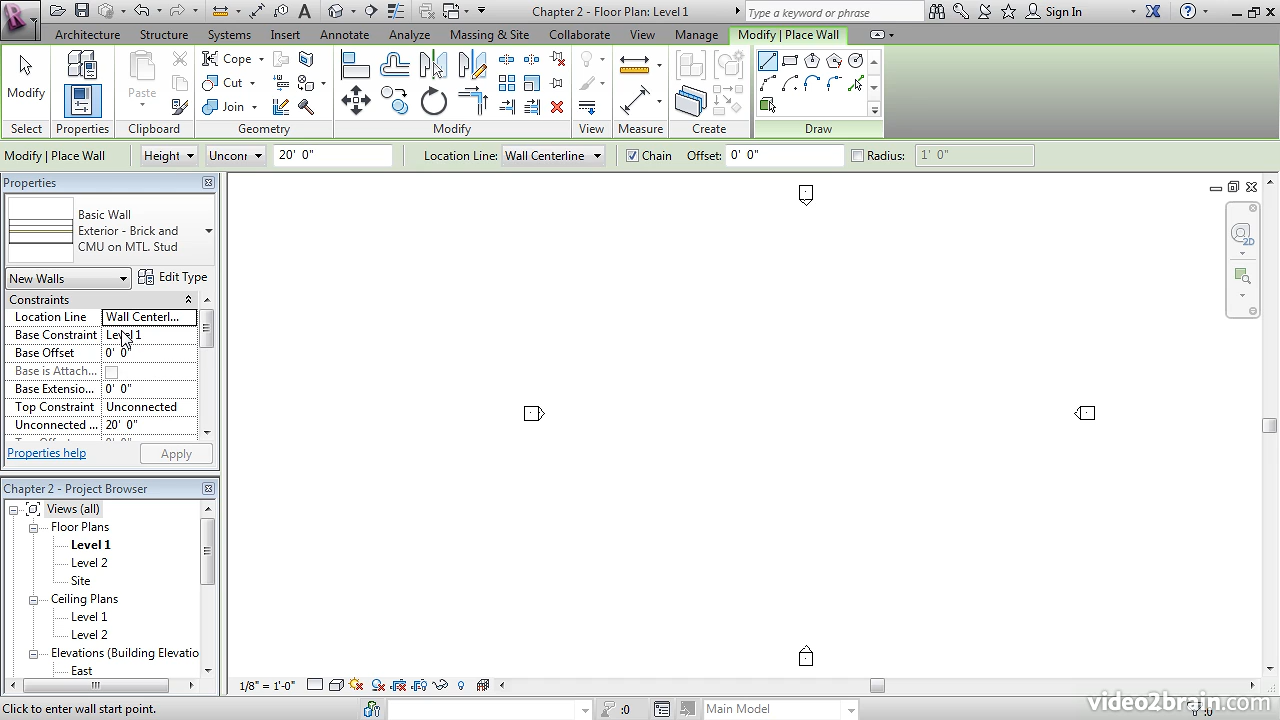 Chapter 2 - Floor Plan: Level 1
Type a keyword or phrase
Sign In
Architecture
Structure
Systems
Insert
Annotate
Analyze
Massing & Site
Collaborate
View
Manage
Modify | Place Wall
Modify
Paste
Cope
Cut
Join
Select
Properties
Clipboard
Geometry
Modify
View
Measure
Create
Draw
Modify | Place Wall
Height
Unconr
20' 0"
Location Line:
Wall Centerline
Chain
Offset:
0' 0"
Radius:
1' 0"
Properties
Basic Wall
Exterior - Brick and
CMU on MTL. Stud
New Walls
Edit Type
Constraints
Location Line
Wall Centerl...
Base Constraint
Level 1
Base Offset
0' 0"
Base is Attach...
Base Extensio...
0' 0"
Top Constraint
Unconnected
Unconnected ...
20' 0"
Properties help
Apply
Chapter 2 - Project Browser
Views (all)
Floor Plans
Level 1
Level 2
Site
Ceiling Plans
Level 1
Level 2
Elevations (Building Elevatio
East
2D
1/8" = 1'-0"
Click to enter wall start point.
:0
Main Model
video2brain.com